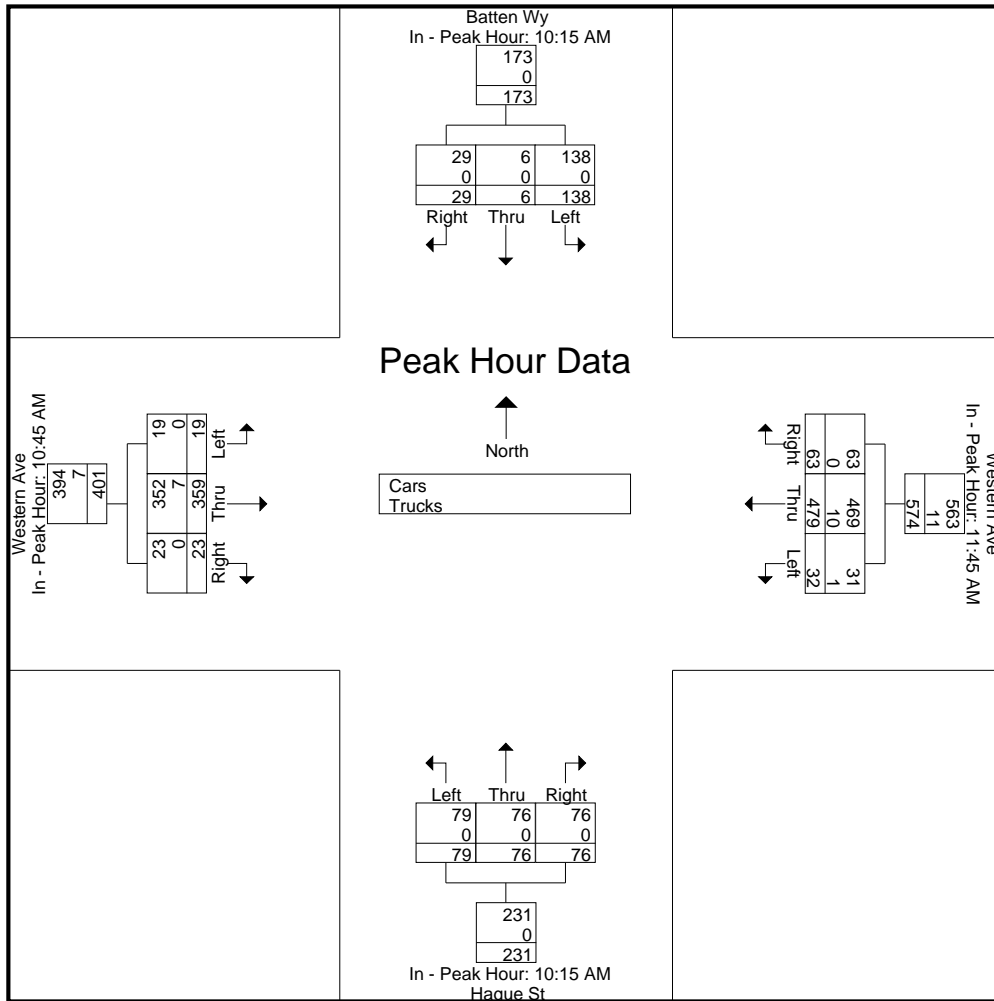 Batten Wy
In - Peak Hour: 10:15 AM
173
0
173
29 6 138
0 0 0
29 6 138
Right Thru Left
Peak Hour Data
North
Cars
Trucks
Western Ave
In - Peak Hour: 10:45 AM
394
7
401
19 0 19
Left
352 7 359
Thru
23 0 23
Right
Western Ave
In - Peak Hour: 11:45 AM
563
11
574
Right
63 0 63
Thru
479 10 469
Left
32 1 31
Left Thru Right
79 76 76
0 0 0
79 76 76
231
0
231
In - Peak Hour: 10:15 AM
Hague St